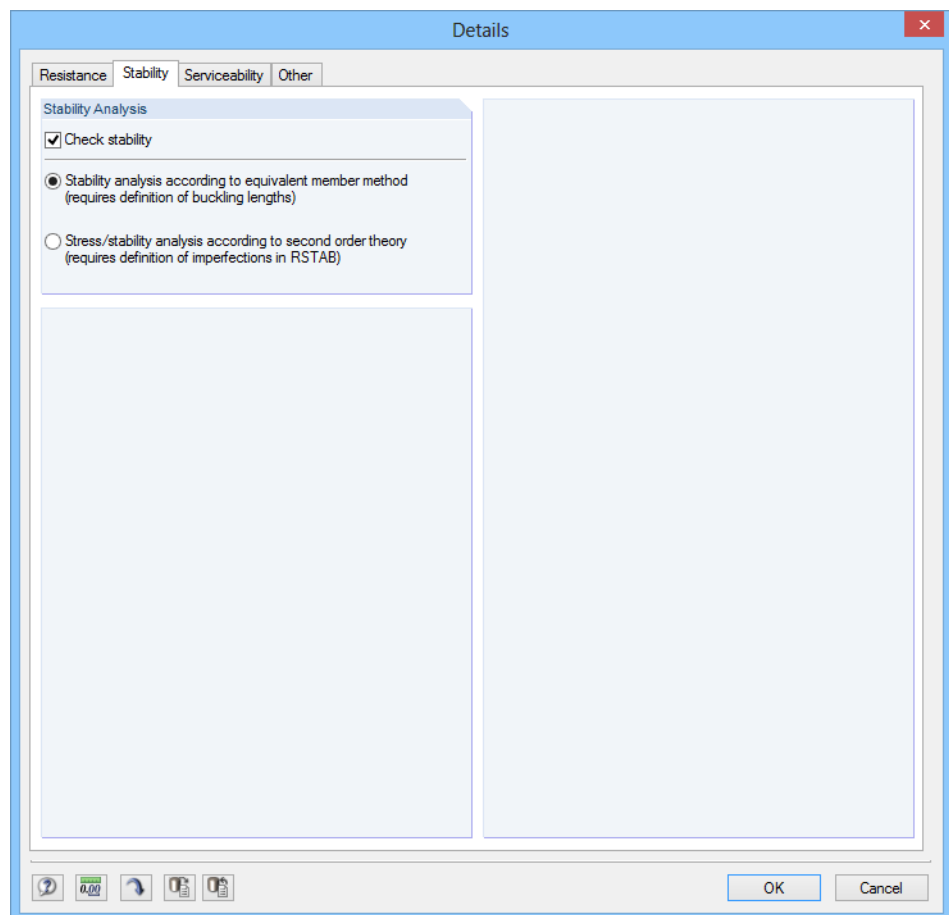 Details
Resistance Stability Serviceability Other
Stability Analysis
Check stability
Stability analysis according to equivalent member method
(requires definition of buckling lengths)
Stress/stability analysis according to second order theory
(requires definition of imperfections in RSTAB)
0.00
OK Cancel